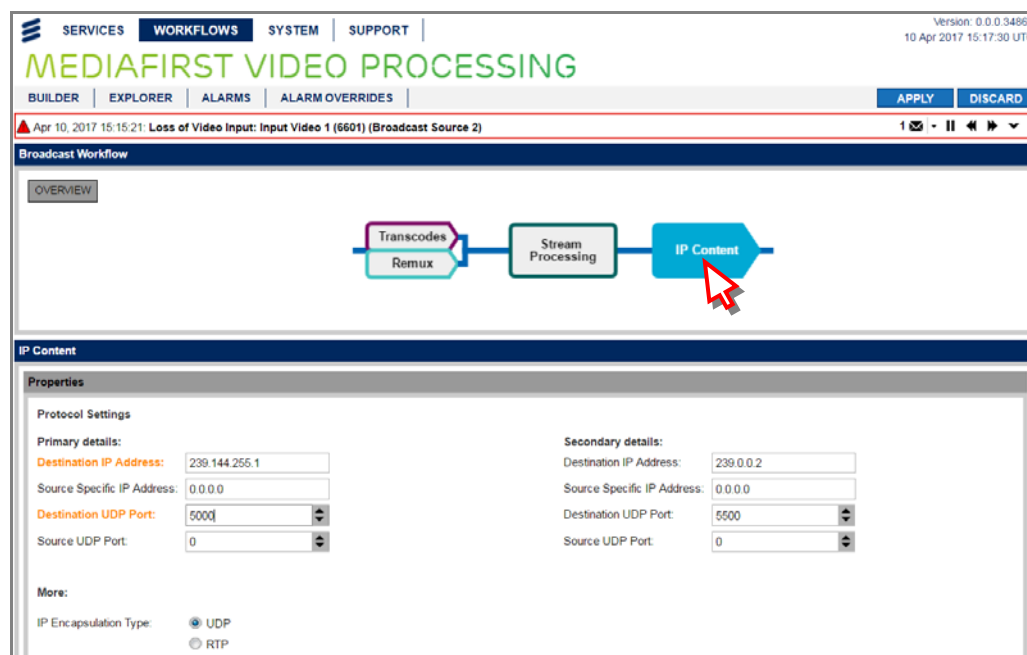 SERVICES WORKFLOWS SYSTEM SUPPORT
Version: 0.0.0.3486
10 Apr 2017 15:17:30 UT
MEDIAFIRST VIDEO PROCESSING
BUILDER EXPLORER ALARMS ALARM OVERRIDES APPLY DISCARD
Apr 10, 2017 15:15:21: Loss of Video Input: Input Video 1 (6601) (Broadcast Source 2) 1
Broadcast Workflow
OVERVIEW
Transcodes
Remux
Stream
Processing
IP Content
IP Content
Properties
Protocol Settings
Primary details: Secondary details:
Destination IP Address: 239.144.255.1 Destination IP Address: 239.0.0.2
Source Specific IP Address: 0.0.0.0 Source Specific IP Address: 0.0.0.0
Destination UDP Port: 5000 Destination UDP Port: 5500
Source UDP Port: 0 Source UDP Port: 0
More:
IP Encapsulation Type: UDP
RTP